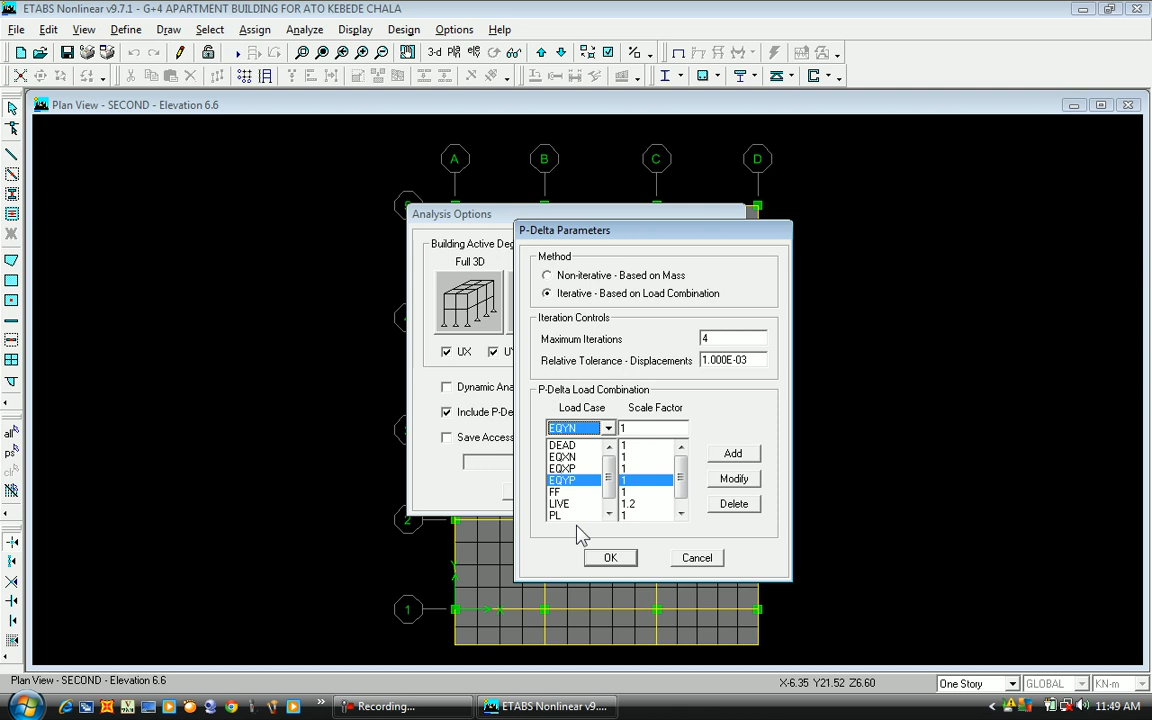 ETABS Nonlinear v9.7.1 - G+4 APARTMENT BUILDING FOR ATO KEBEDE CHALA
File Edit View Define Draw Select Assign Analyze Display Design Options Help
3-d
Plan View - SECOND - Elevation 6.6
A B C D
Analysis Options
P-Delta Parameters
Building Active Deg
Full 3D
UX
Dynamic Ana
Include P-De
Save Access
Method
Non-iterative - Based on Mass
Iterative - Based on Load Combination
Iteration Controls
Maximum Iterations 4
Relative Tolerance - Displacements 1.000E-03
P-Delta Load Combination
Load Case Scale Factor
EQYN 1
DEAD 1
EQXN 1
EQXP 1
EQYP 1
FF 1
LIVE 1.2
PL 1
Add
Modify
Delete
OK Cancel
2
1
all
Plan View - SECOND - Elevation 6.6
X-6.35 Y21.52 Z6.60
One Story
GLOBAL
KN-m
Recording...
ETABS Nonlinear v9....
11:49 AM